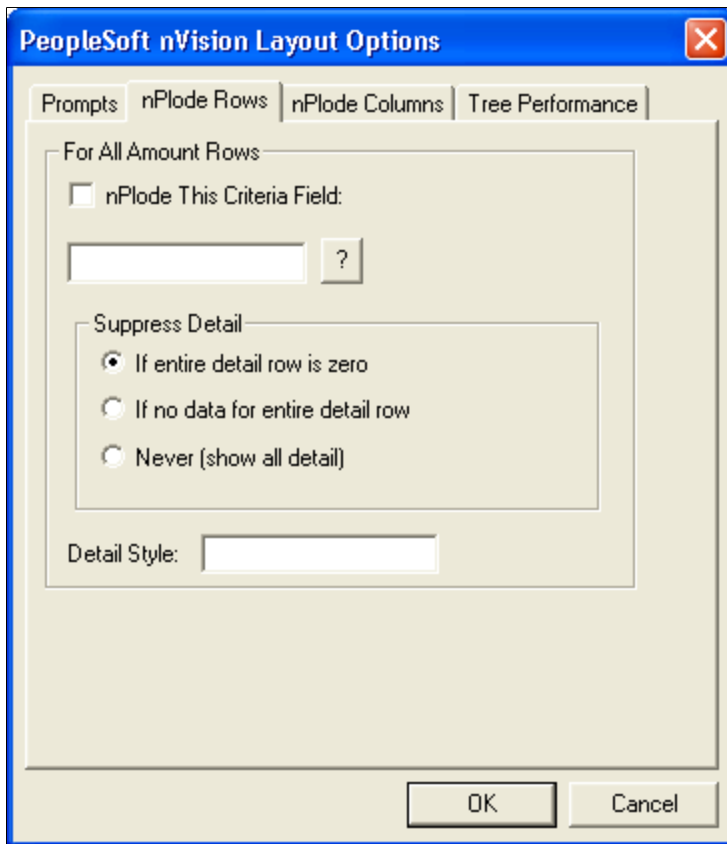 PeopleSoft nVision Layout Options
Prompts nPlode Rows nPlode Columns Tree Performance
For All Amount Rows
nPlode This Criteria Field:
?
Suppress Detail
If entire detail row is zero
If no data for entire detail row
Never (show all detail)
Detail Style:
OK Cancel